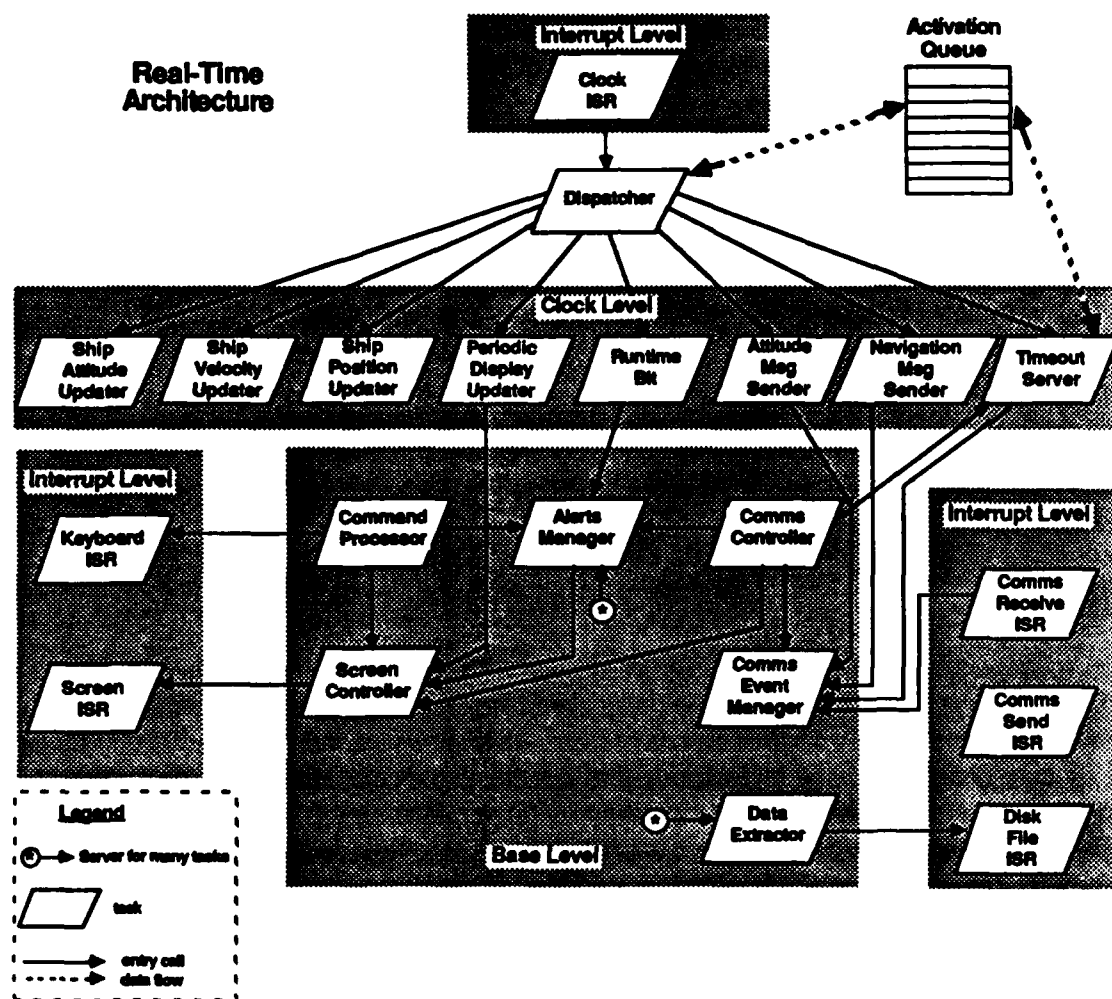 Real-Time
Architecture
Interrupt Level
Clock
ISR
Activation
Queue
Dispatcher
Clock Level
Ship
Attitude
Updater
Ship
Velocity
Updater
Ship
Position
Updater
Periodic
Display
Updater
Runtime
Bit
Attitude
Msg
Sender
Navigation
Msg
Sender
Timeout
Server
Interrupt Level
Keyboard
ISR
Screen
ISR
Command
Processor
Alerts
Manager
Comms
Controller
*
Screen
Controller
Comms
Event
Manager
*
Data
Extractor
Base Level
Interrupt Level
Comms
Receive
ISR
Comms
Send
ISR
Disk
File
ISR
Legend
* Server for many tasks
task
entry call
data flow